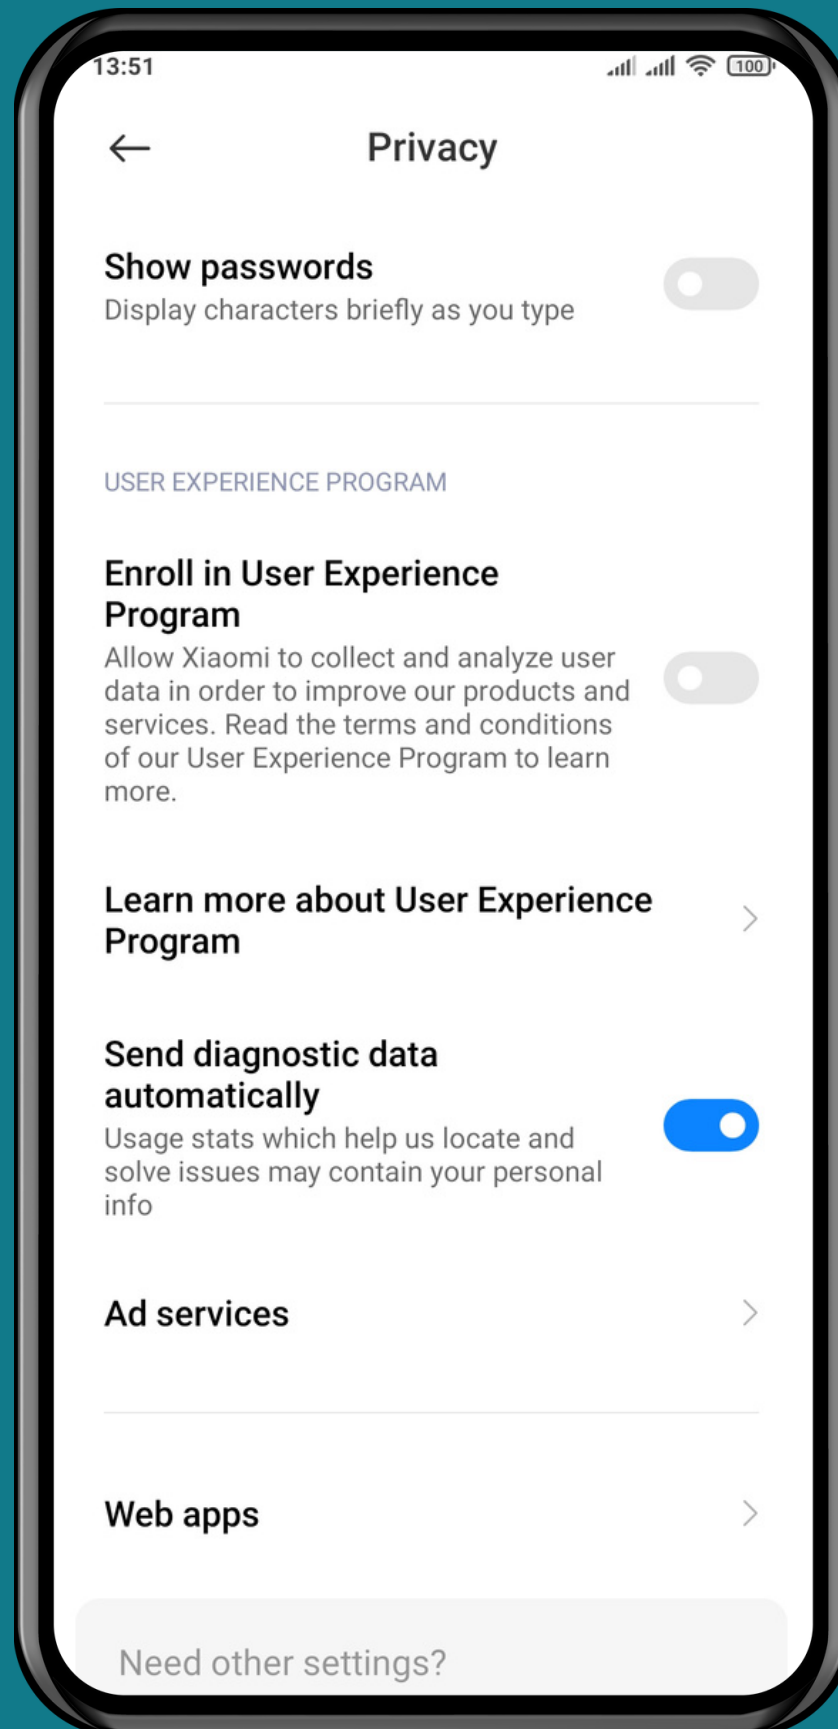 13:51
100
Privacy
Show passwords
Display characters briefly as you type
USER EXPERIENCE PROGRAM
Enroll in User Experience
Program
Allow Xiaomi to collect and analyze user
data in order to improve our products and
services. Read the terms and conditions
of our User Experience Program to learn
more.
Learn more about User Experience
Program
Send diagnostic data
automatically
Usage stats which help us locate and
solve issues may contain your personal
info
Ad services
Web apps
Need other settings?